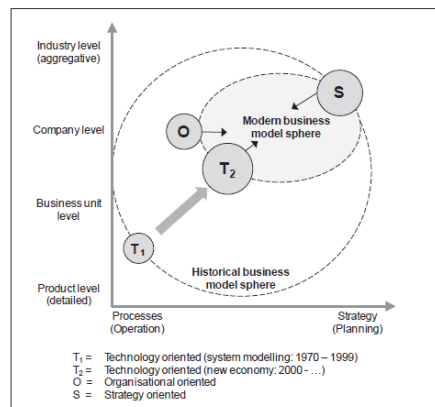 Industry level
(aggregative)
S
Modern business
model sphere
Company level
O
T2
Business unit
level
T1
Historical business
model sphere
Product level
(detailed)
Processes
(Operation)
Strategy
(Planning)
T1 = Technology oriented (system modelling: 1970 – 1999)
T2 = Technology oriented (new economy: 2000 - ...)
O = Organisational oriented
S = Strategy oriented